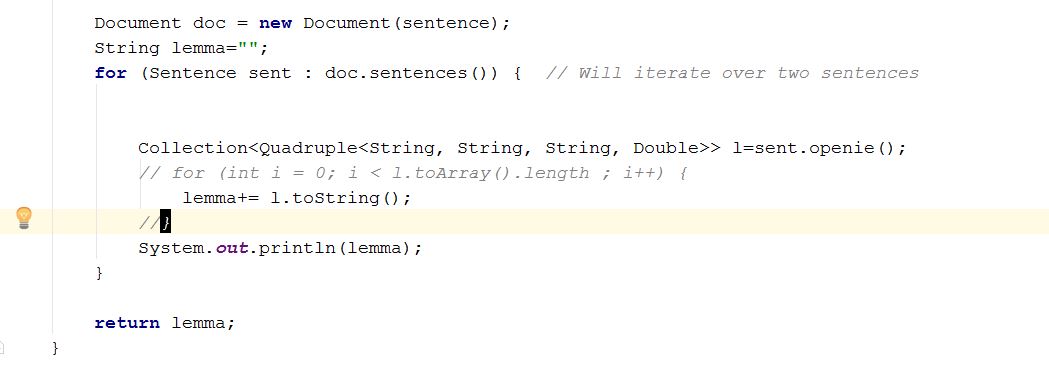 Document doc = new Document(sentence);
String lemma="";
for (Sentence sent : doc.sentences()) {  // Will iterate over two sentences
Collection<Quadruple<String, String, String, Double>> l=sent.openie();
// for (int i = 0; i < l.toArray().length ; i++) {
lemma+= l.toString();
//}
System.out.println(lemma);
}
return lemma;
}